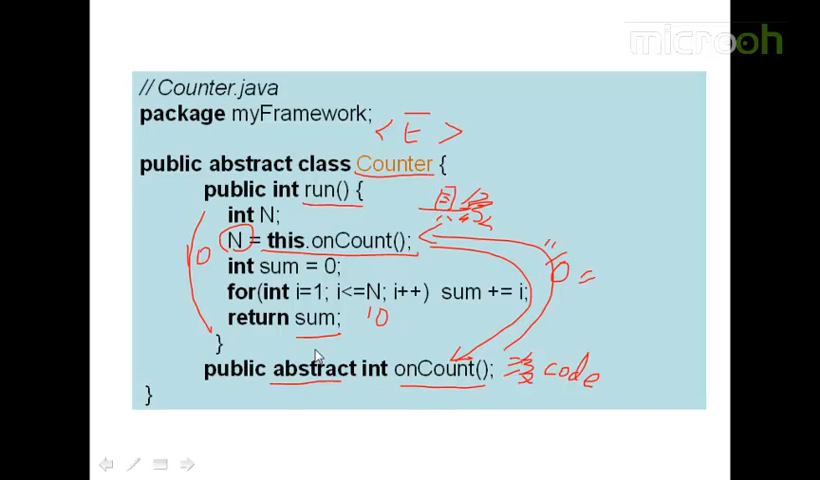 microoh
// Counter.java
package myFramework;
< E >
public abstract class Counter {
public int run() {
int N;
N = this.onCount();
int sum = 0;
for(int i=1; i<=N; i++) sum += i;
return sum; 10
}
public abstract int onCount(); 沒 code
}